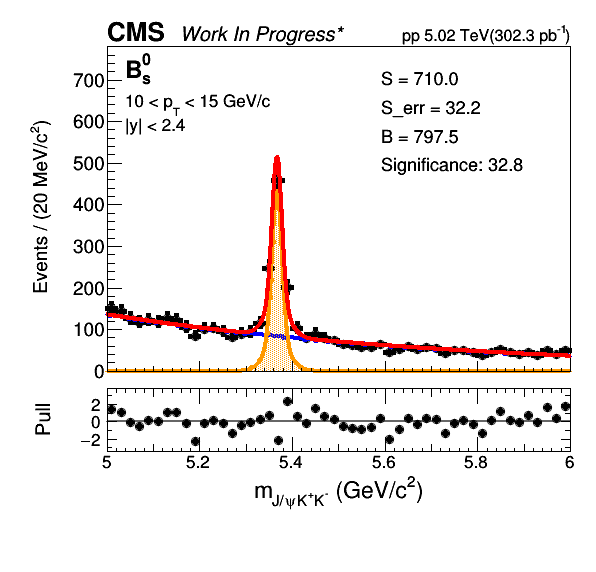 CMS Work In Progress* pp 5.02 TeV(302.3 pb⁻¹)
B⁰ₛ
10 < p_T < 15 GeV/c
|y| < 2.4
S = 710.0
S_err = 32.2
B = 797.5
Significance: 32.8
Events / (20 MeV/c²)
700
600
500
400
300
200
100
0
Pull
2
0
−2
5 5.2 5.4 5.6 5.8 6
m_{J/ψK⁺K⁻} (GeV/c²)